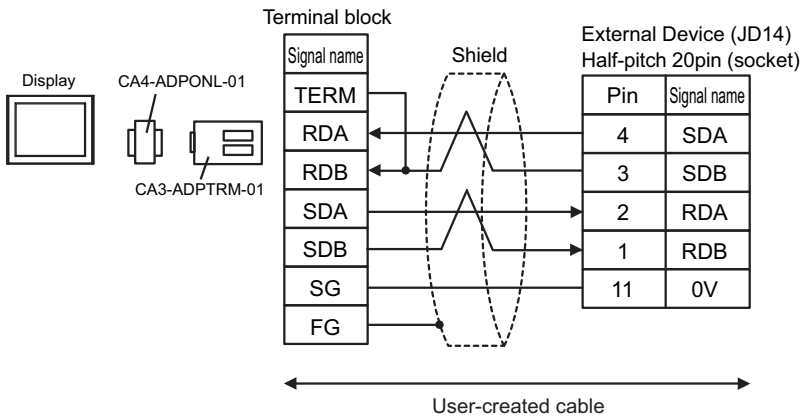 Terminal block
External Device (JD14)
Half-pitch 20pin (socket)
Display
CA4-ADPONL-01
CA3-ADPTRM-01
Shield
Signal name
TERM
RDA
RDB
SDA
SDB
SG
FG
Pin Signal name
4 SDA
3 SDB
2 RDA
1 RDB
11 0V
User-created cable